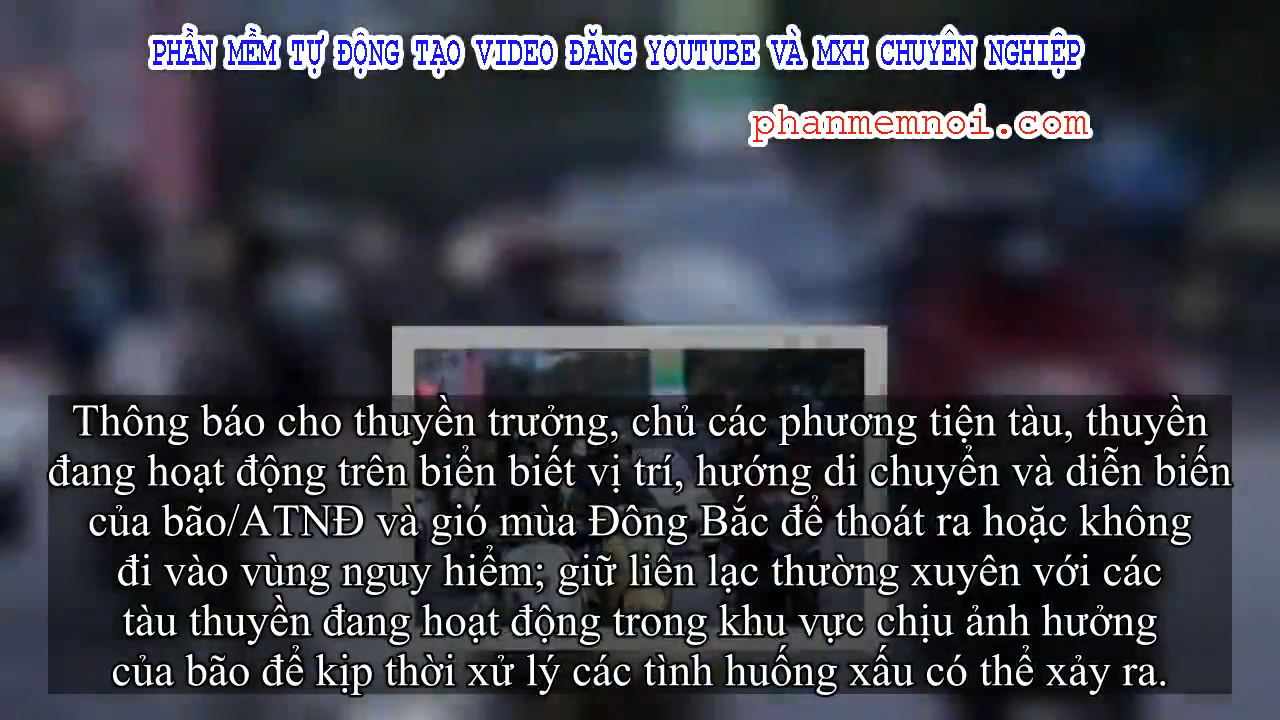 PHẦN MỀM TỰ ĐỘNG TẠO VIDEO ĐĂNG YOUTUBE VÀ MXH CHUYÊN NGHIỆP
phanmemnoi.com
Thông báo cho thuyền trưởng, chủ các phương tiện tàu, thuyền
đang hoạt động trên biển biết vị trí, hướng di chuyển và diễn biến
của bão/ATNĐ và gió mùa Đông Bắc để thoát ra hoặc không
đi vào vùng nguy hiểm; giữ liên lạc thường xuyên với các
tàu thuyền đang hoạt động trong khu vực chịu ảnh hưởng
của bão để kịp thời xử lý các tình huống xấu có thể xảy ra.